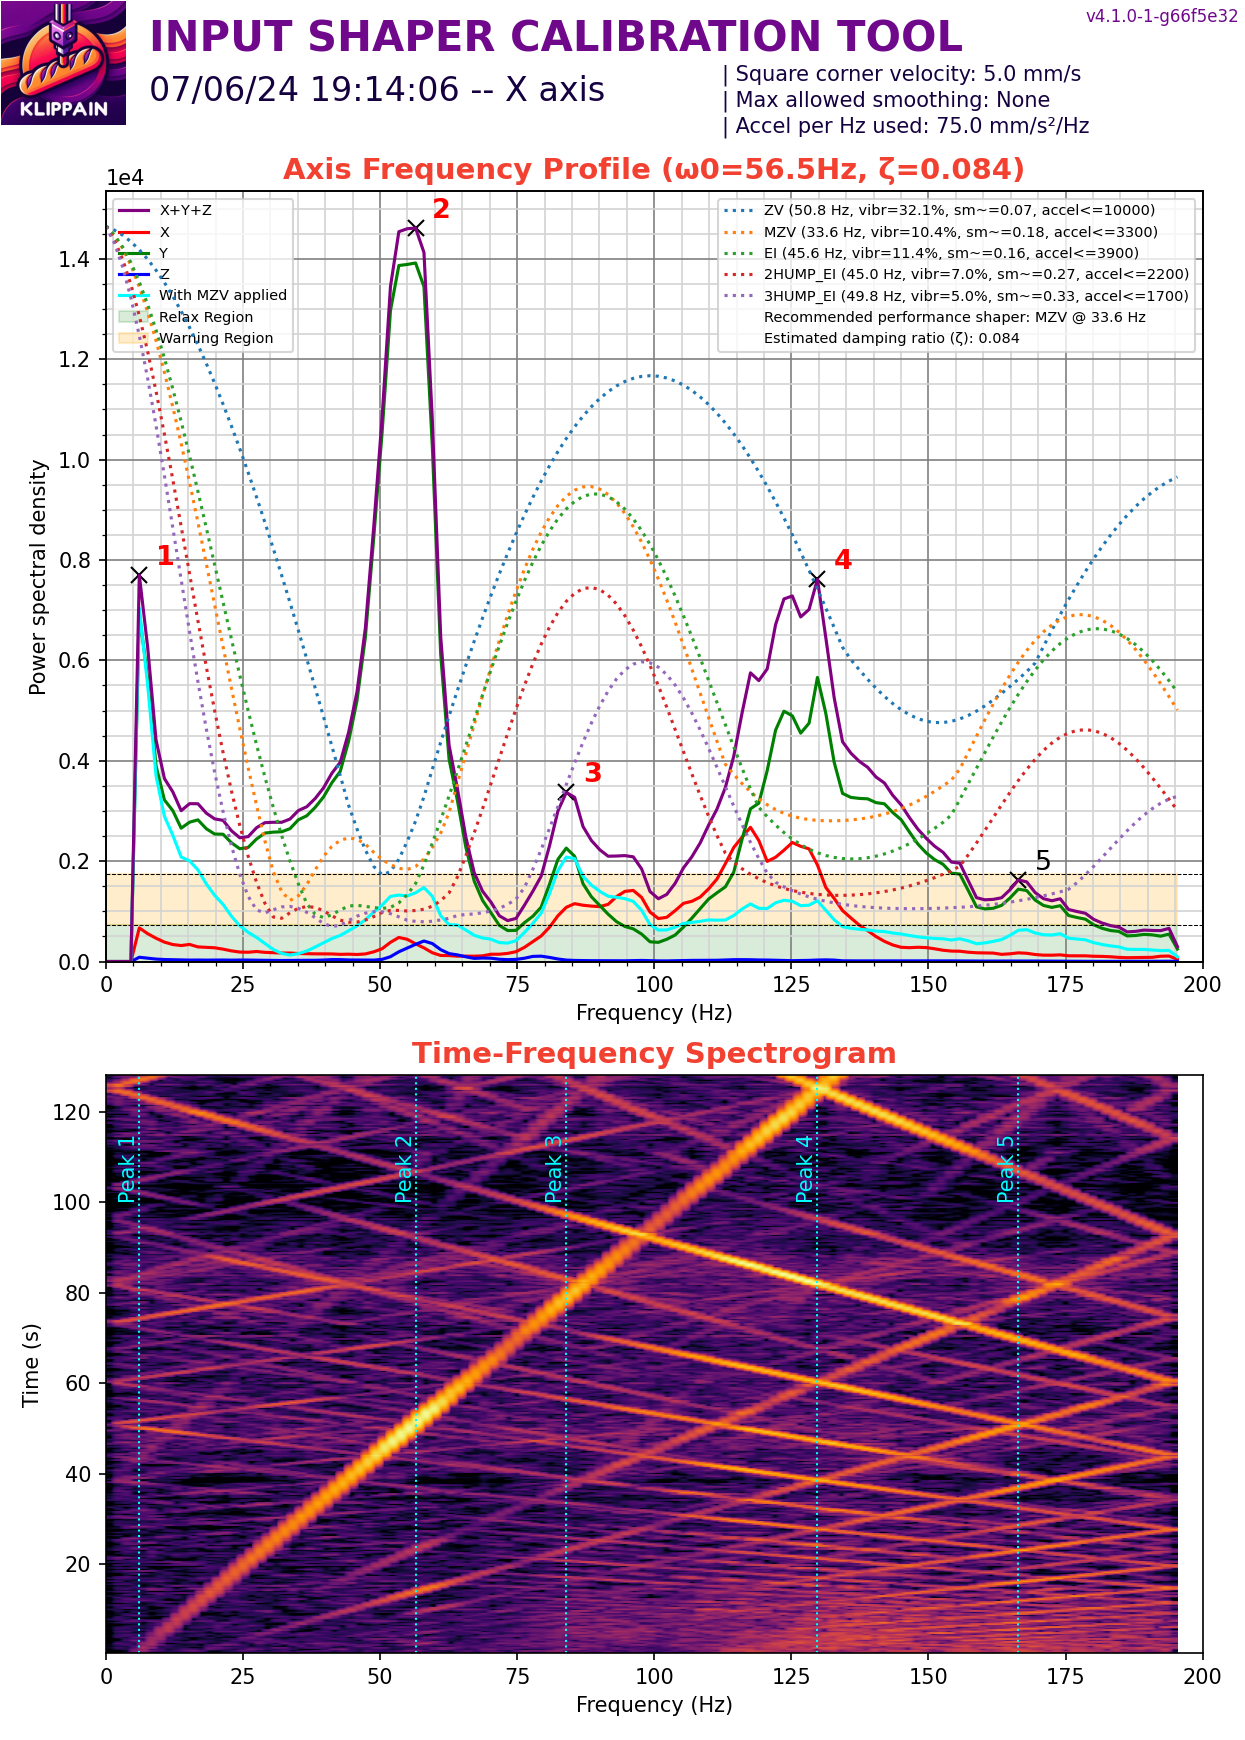 v4.1.0-1-g66f5e32
INPUT SHAPER CALIBRATION TOOL
07/06/24 19:14:06 -- X axis
| Square corner velocity: 5.0 mm/s
| Max allowed smoothing: None
| Accel per Hz used: 75.0 mm/s²/Hz
KLIPPAIN
Axis Frequency Profile (ω0=56.5Hz, ζ=0.084)
1e4
X+Y+Z
X
Y
Z
With MZV applied
Relax Region
Warning Region
ZV (50.8 Hz, vibr=32.1%, sm~=0.07, accel<=10000)
MZV (33.6 Hz, vibr=10.4%, sm~=0.18, accel<=3300)
EI (45.6 Hz, vibr=11.4%, sm~=0.16, accel<=3900)
2HUMP_EI (45.0 Hz, vibr=7.0%, sm~=0.27, accel<=2200)
3HUMP_EI (49.8 Hz, vibr=5.0%, sm~=0.33, accel<=1700)
Recommended performance shaper: MZV @ 33.6 Hz
Estimated damping ratio (ζ): 0.084
1
2
3
4
5
1.4
1.2
1.0
0.8
0.6
0.4
0.2
0.0
Power spectral density
0 25 50 75 100 125 150 175 200
Frequency (Hz)
Time-Frequency Spectrogram
Peak 1
Peak 2
Peak 3
Peak 4
Peak 5
120
100
80
60
40
20
Time (s)
0 25 50 75 100 125 150 175 200
Frequency (Hz)